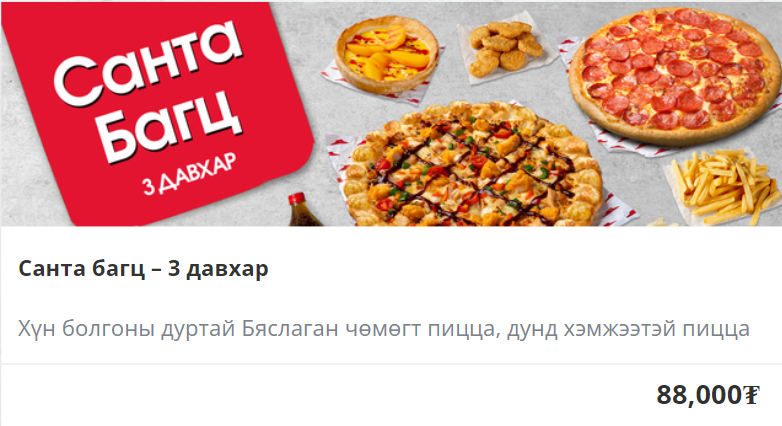 Санта
Багц
3 ДАВХАР
Санта багц – 3 давхар
Хүн болгоны дуртай Бяслаган чөмөгт пицца, дунд хэмжээтэй пицца
88,000₮